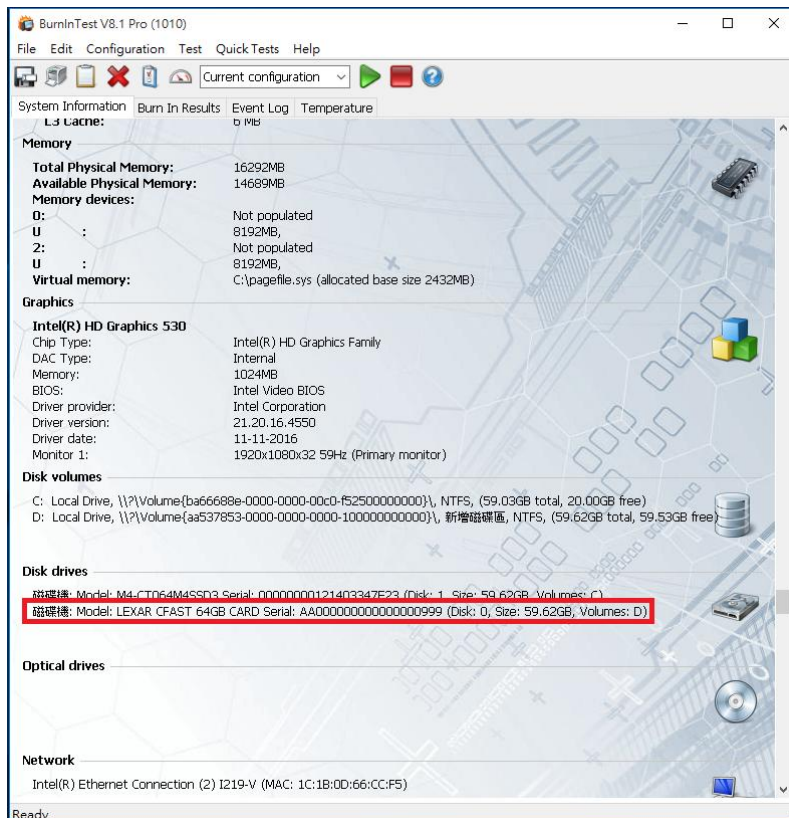 BurnInTest V8.1 Pro (1010)
File Edit Configuration Test Quick Tests Help
Current configuration
System Information Burn In Results Event Log Temperature
L3 Cache: 6 MB
Memory
Total Physical Memory: 16292MB
Available Physical Memory: 14689MB
Memory devices:
0: Not populated
U : 8192MB,
2: Not populated
U : 8192MB,
Virtual memory: C:\pagefile.sys (allocated base size 2432MB)
Graphics
Intel(R) HD Graphics 530
Chip Type: Intel(R) HD Graphics Family
DAC Type: Internal
Memory: 1024MB
BIOS: Intel Video BIOS
Driver provider: Intel Corporation
Driver version: 21.20.16.4550
Driver date: 11-11-2016
Monitor 1: 1920x1080x32 59Hz (Primary monitor)
Disk volumes
C: Local Drive, \\?\Volume{ba66688e-0000-0000-00c0-f52500000000}\, NTFS, (59.03GB total, 20.00GB free)
D: Local Drive, \\?\Volume{aa537853-0000-0000-0000-100000000000}\, 新增磁碟區, NTFS, (59.62GB total, 59.53GB free)
Disk drives
磁碟機: Model: M4-CT064M4SSD3 Serial: 00000000121403347E23 (Disk: 1, Size: 59.62GB, Volumes: C)
磁碟機: Model: LEXAR CFAST 64GB CARD Serial: AA000000000000000999 (Disk: 0, Size: 59.62GB, Volumes: D)
Optical drives
Network
Intel(R) Ethernet Connection (2) I219-V (MAC: 1C:1B:0D:66:CC:F5)
Ready